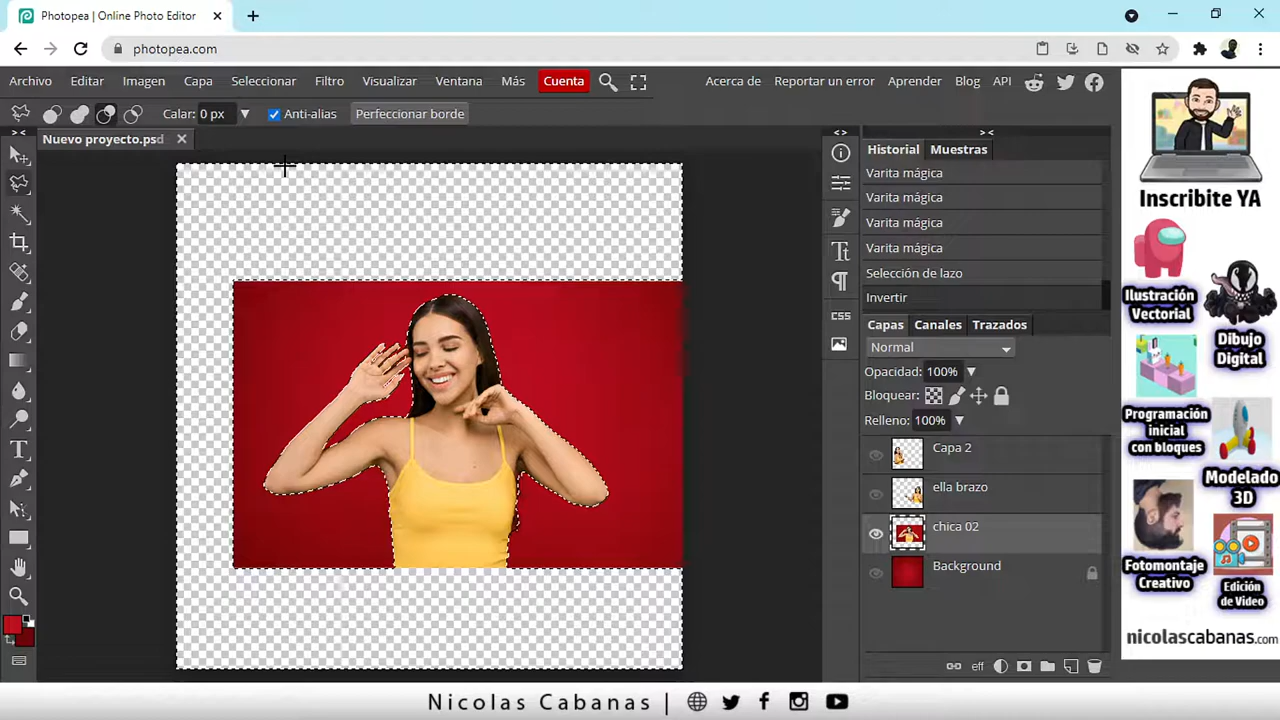 Photopea | Online Photo Editor
photopea.com
Archivo Editar Imagen Capa Seleccionar Filtro Visualizar Ventana Más Cuenta Acerca de Reportar un error Aprender Blog API
Calar: 0 px Anti-alias Perfeccionar borde
Nuevo proyecto.psd
Historial Muestras
Varita mágica
Varita mágica
Varita mágica
Varita mágica
Selección de lazo
Invertir
CSS
Capas Canales Trazados
Normal
Opacidad: 100%
Bloquear:
Relleno: 100%
Capa 2
ella brazo
chica 02
Background
eff
Inscribite YA
Ilustración
Vectorial
Dibujo
Digital
Programación
inicial
con bloques
Modelado
3D
Fotomontaje
Creativo
Edición
de Video
nicolascabanas.com
Nicolas Cabanas |